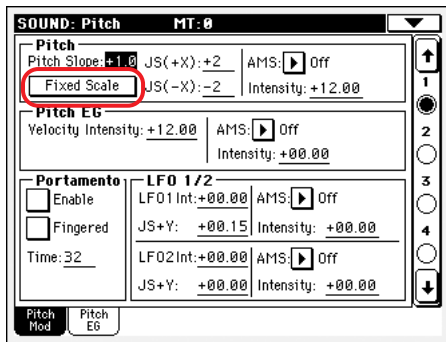 SOUND: Pitch MT:0
Pitch
Pitch Slope:+1.0 JS(+X):+2 AMS: Off
Fixed Scale JS(-X):-2 Intensity:+12.00
Pitch EG
Velocity Intensity:+12.00 AMS: Off
Intensity:+00.00
Portamento LFO 1/2
Enable LFO1 Int:+00.00 AMS: Off
Fingered JS+Y: +00.15 Intensity: +00.00
Time:32 LFO2 Int:+00.00 AMS: Off
JS+Y: +00.00 Intensity: +00.00
1
2
3
4
Pitch Mod
Pitch EG